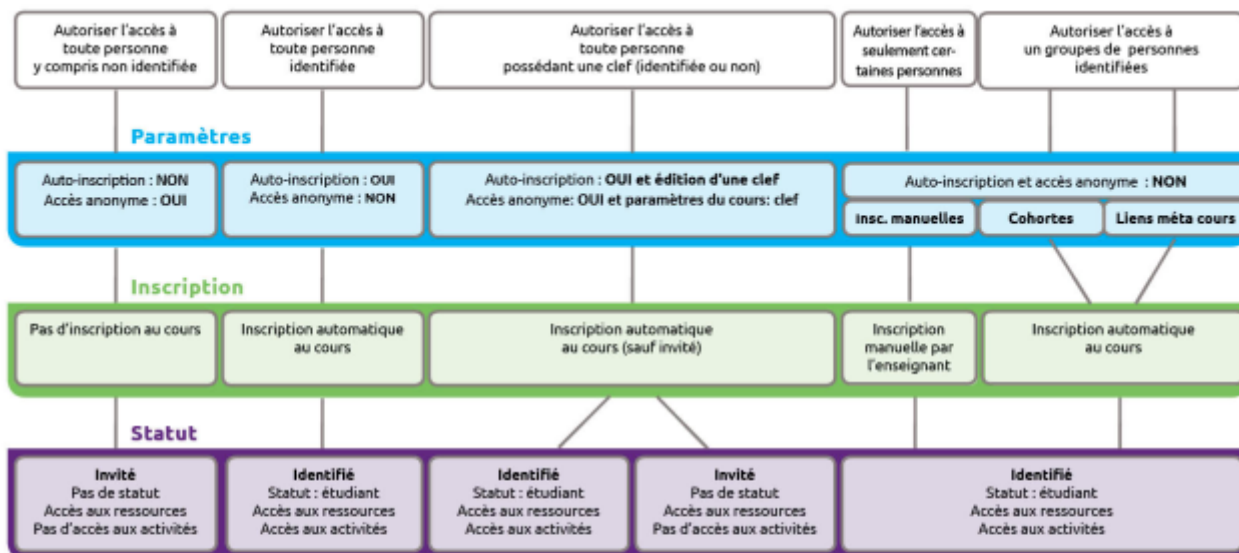 Autoriser l'accès à
toute personne
y compris non identifiée
Autoriser l'accès à
toute personne
identifiée
Autoriser l'accès à
toute personne
possédant une clef (identifiée ou non)
Autoriser l'accès à
seulement cer-
taines personnes
Autoriser l'accès à
un groupes de personnes
identifiées
Paramètres
Auto-inscription : NON
Accès anonyme : OUI
Auto-inscription : OUI
Accès anonyme : NON
Auto-inscription : OUI et édition d'une clef
Accès anonyme: OUI et paramètres du cours: clef
Auto-inscription et accès anonyme : NON
Insc. manuelles
Cohortes
Liens méta cours
Inscription
Pas d'inscription au cours
Inscription automatique
au cours
Inscription automatique
au cours (sauf invité)
Inscription
manuelle par
l'enseignant
Inscription automatique
au cours
Statut
Invité
Pas de statut
Accès aux ressources
Pas d'accès aux activités
Identifié
Statut : étudiant
Accès aux ressources
Accès aux activités
Identifié
Statut : étudiant
Accès aux ressources
Accès aux activités
Invité
Pas de statut
Accès aux ressources
Pas d'accès aux activités
Identifié
Statut : étudiant
Accès aux ressources
Accès aux activités